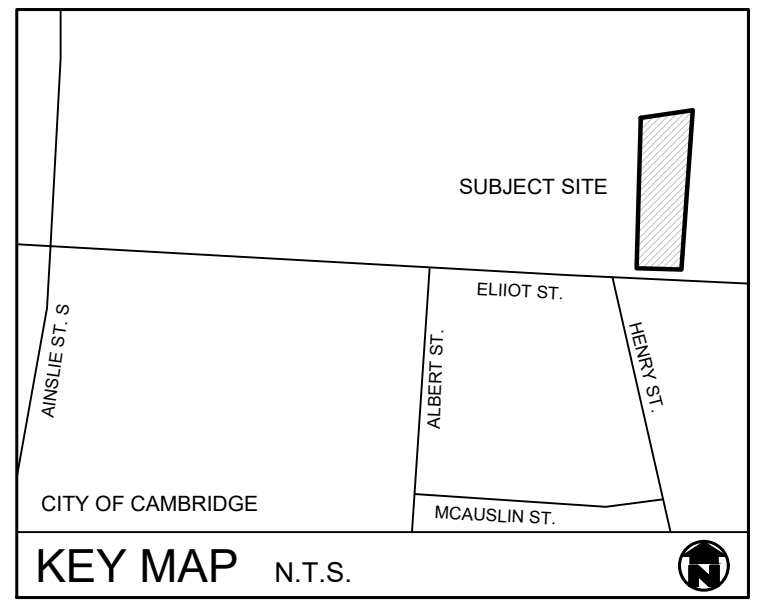 SUBJECT SITE
ELIIOT ST.
AINSLIE ST. S
ALBERT ST.
HENRY ST.
CITY OF CAMBRIDGE
MCAUSLIN ST.
KEY MAP N.T.S.
N